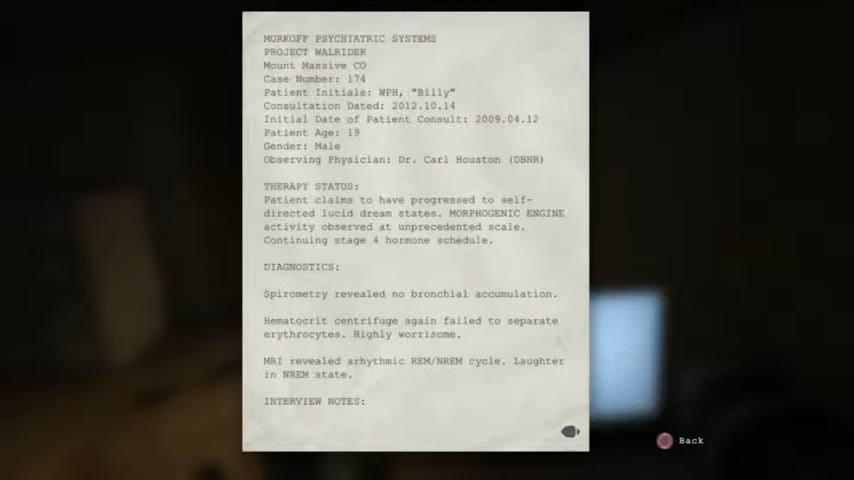 MURKOFF PSYCHIATRIC SYSTEMS
PROJECT WALRIDER
Mount Massive CO
Case Number: 174
Patient Initials: WPH, "Billy"
Consultation Dated: 2012.10.14
Initial Date of Patient Consult: 2009.04.12
Patient Age: 19
Gender: Male
Observing Physician: Dr. Carl Houston (DBNR)
THERAPY STATUS:
Patient claims to have progressed to self-
directed lucid dream states. MORPHOGENIC ENGINE
activity observed at unprecedented scale.
Continuing stage 4 hormone schedule.
DIAGNOSTICS:
Spirometry revealed no bronchial accumulation.
Hematocrit centrifuge again failed to separate
erythrocytes. Highly worrisome.
MRI revealed arhythmic REM/NREM cycle. Laughter
in NREM state.
INTERVIEW NOTES:
Back